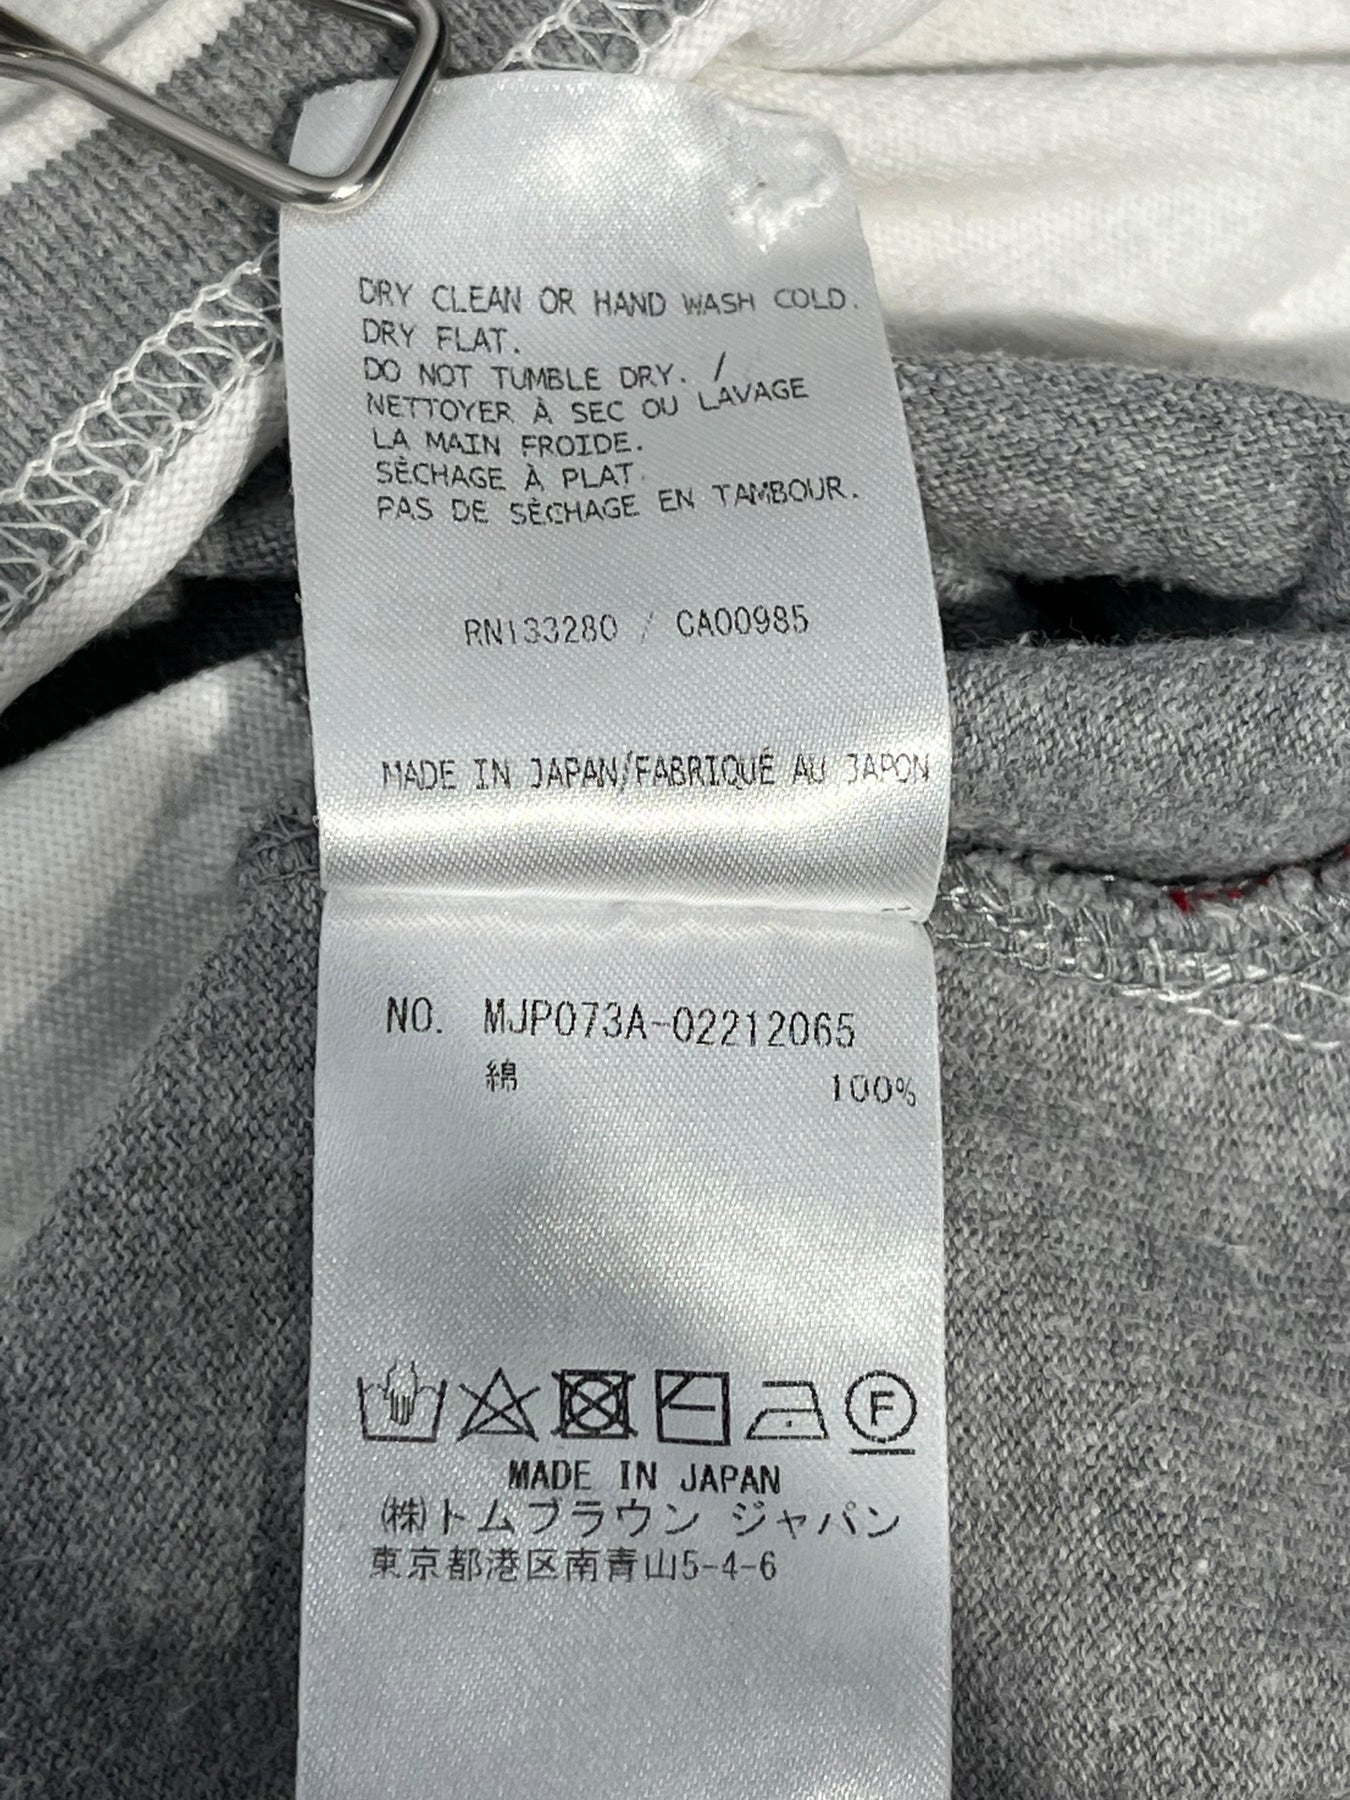 DRY CLEAN OR HAND WASH COLD.
DRY FLAT.
DO NOT TUMBLE DRY. /
NETTOYER À SEC OU LAVAGE
LA MAIN FROIDE.
SÈCHAGE À PLAT.
PAS DE SÈCHAGE EN TAMBOUR.
RN133280 / CA00985
MADE IN JAPAN/FABRIQUÉ AU JAPON
NO. MJP073A-02212065
綿 100%
F
MADE IN JAPAN
㈱トムブラウン ジャパン
東京都港区南青山5-4-6